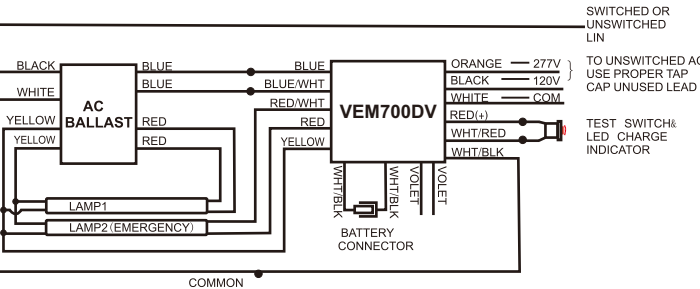 SWITCHED OR
UNSWITCHED
LIN
BLACK
WHITE
YELLOW
YELLOW
AC
BALLAST
BLUE
BLUE
RED
RED
BLUE
BLUE/WHT
RED/WHT
RED
YELLOW
VEM700DV
ORANGE — 277V
BLACK — 120V
WHITE — COM
RED(+)
WHT/RED
WHT/BLK
TO UNSWITCHED AC
USE PROPER TAP
CAP UNUSED LEAD
TEST SWITCH&
LED CHARGE
INDICATOR
WHT/BLK
WHT/BLK
VOLET
VOLET
LAMP1
LAMP2(EMERGENCY)
BATTERY
CONNECTOR
COMMON